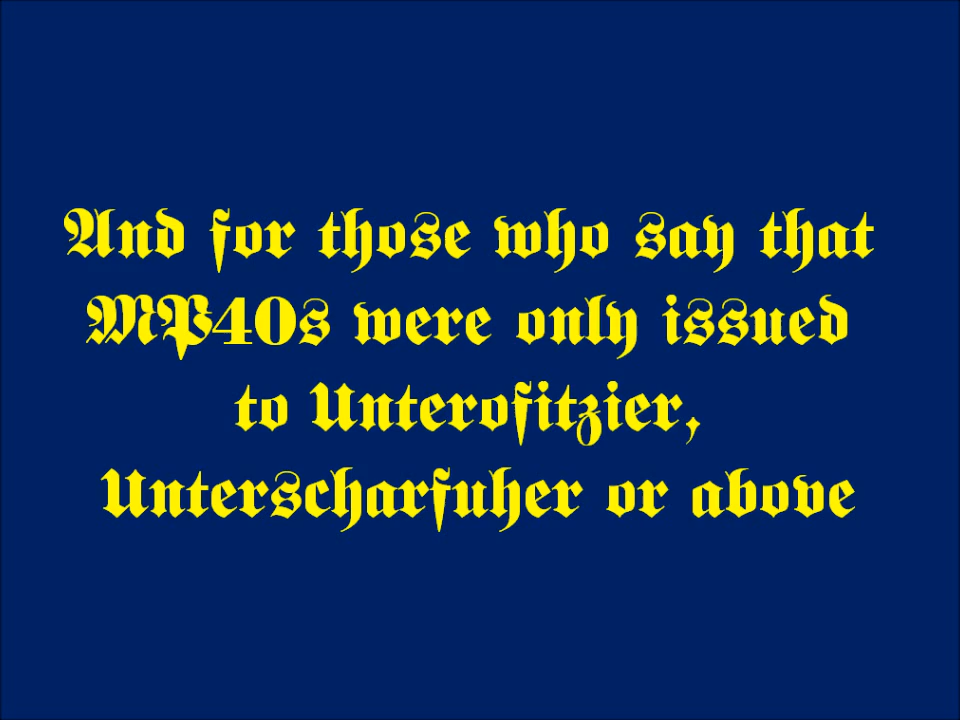 And for those who say that
MP40s were only issued
to Unterofitzier,
Unterscharfuher or above